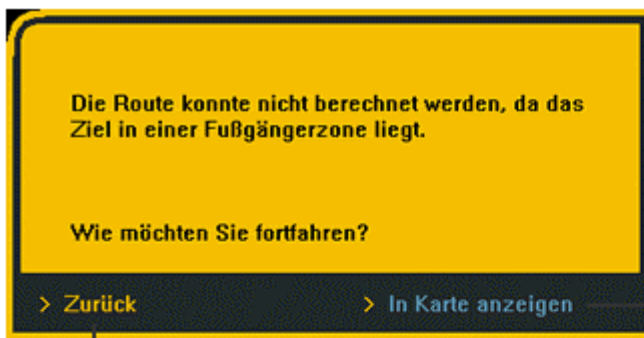 Die Route konnte nicht berechnet werden, da das
Ziel in einer Fußgängerzone liegt.
Wie möchten Sie fortfahren?
> Zurück > In Karte anzeigen